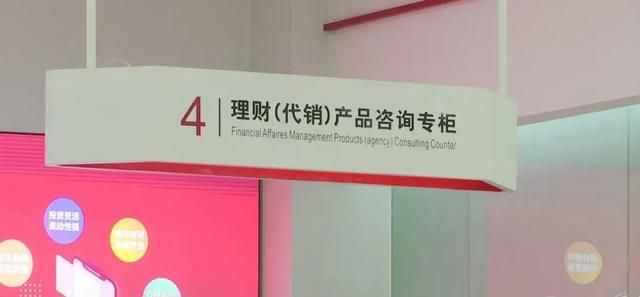 4
理财(代销)产品咨询专柜
Financial Affaires Management Products (agency) Consulting Counter
投资灵活
流动性强